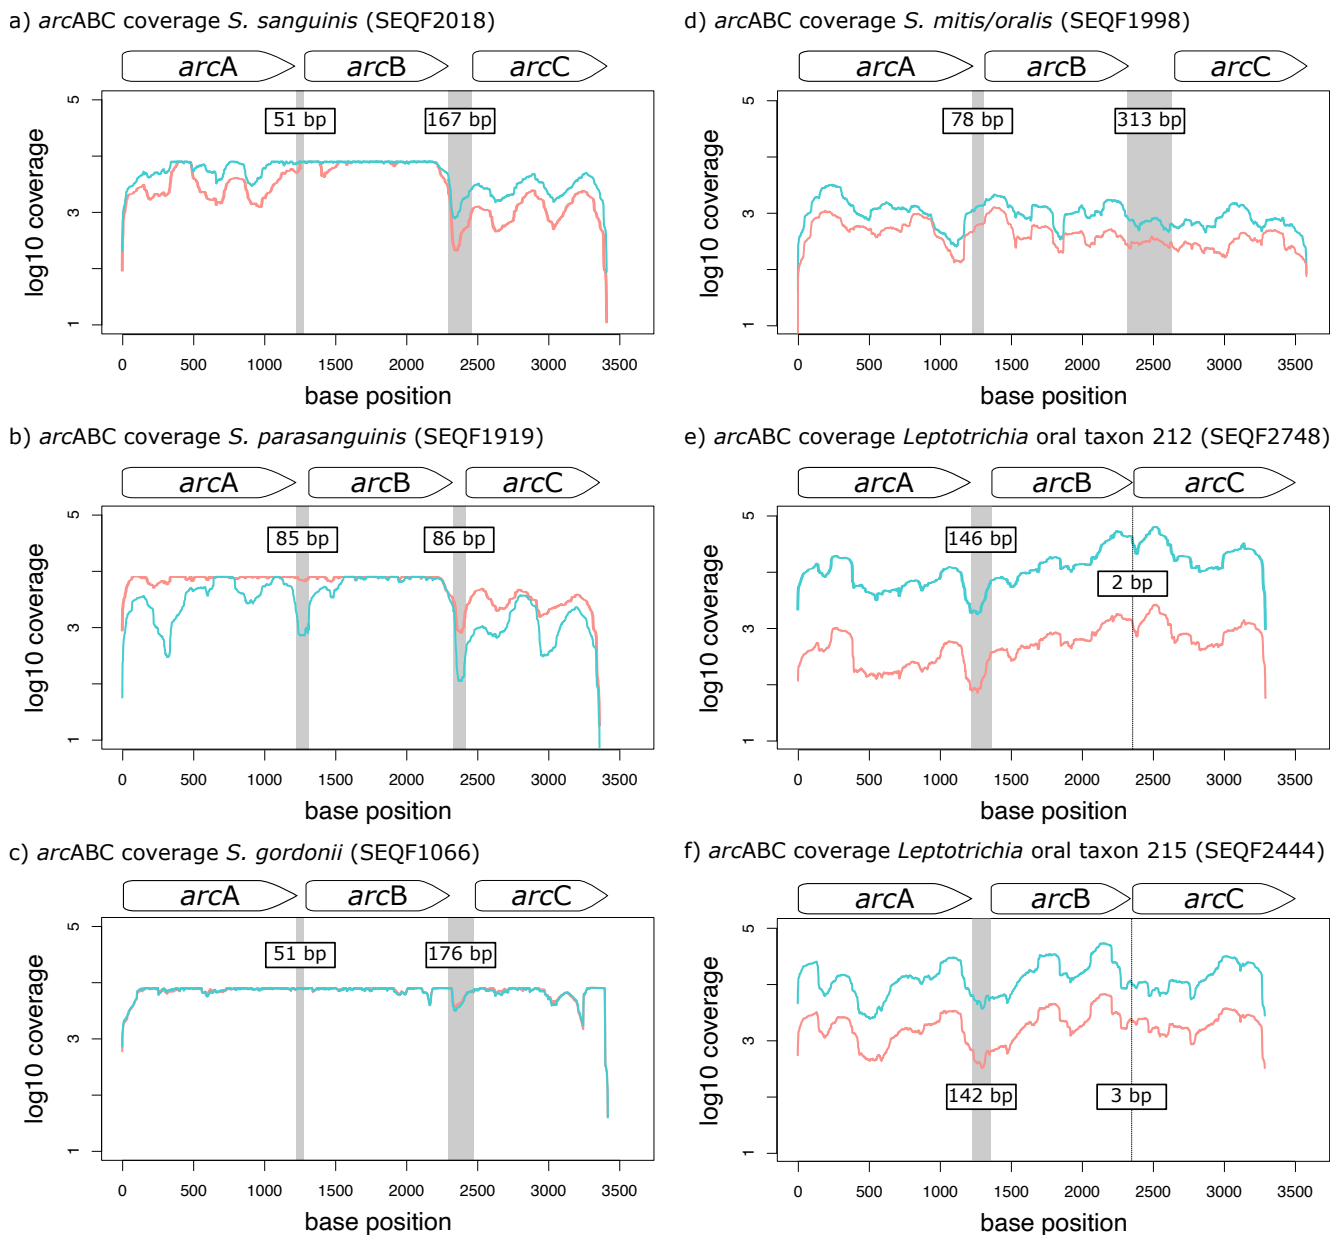 a) arcABC coverage S. sanguinis (SEQF2018)
arcA arcB arcC
51 bp 167 bp
log10 coverage
1 3 5
0 500 1000 1500 2000 2500 3000 3500
base position
b) arcABC coverage S. parasanguinis (SEQF1919)
arcA arcB arcC
85 bp 86 bp
log10 coverage
1 3 5
0 500 1000 1500 2000 2500 3000 3500
base position
c) arcABC coverage S. gordonii (SEQF1066)
arcA arcB arcC
51 bp 176 bp
log10 coverage
1 3 5
0 500 1000 1500 2000 2500 3000 3500
base position
d) arcABC coverage S. mitis/oralis (SEQF1998)
arcA arcB arcC
78 bp 313 bp
log10 coverage
1 3 5
0 500 1000 1500 2000 2500 3000 3500
base position
e) arcABC coverage Leptotrichia oral taxon 212 (SEQF2748)
arcA arcB arcC
146 bp
2 bp
log10 coverage
1 3 5
0 500 1000 1500 2000 2500 3000 3500
base position
f) arcABC coverage Leptotrichia oral taxon 215 (SEQF2444)
arcA arcB arcC
142 bp 3 bp
log10 coverage
1 3 5
0 500 1000 1500 2000 2500 3000 3500
base position